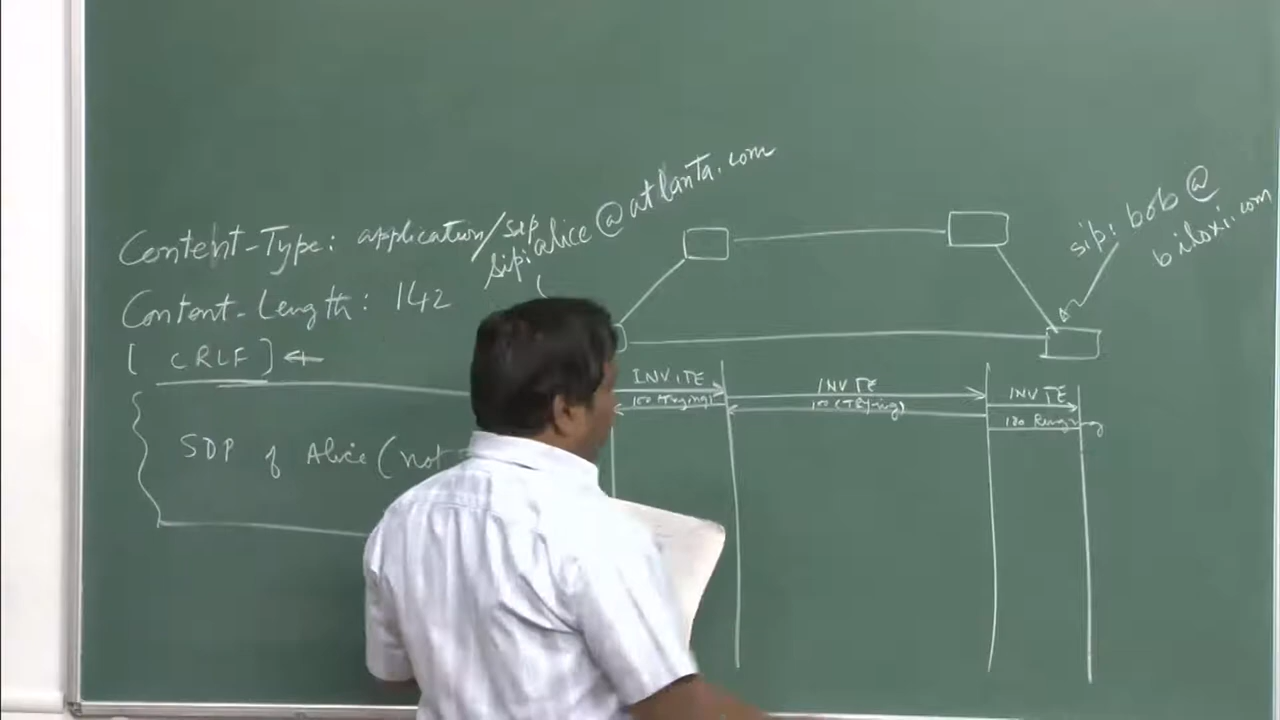 Content-Type: application/sip
Content-Length: 142
[ CRLF ] ←
SDP of Alice (not
sip:alice@atlanta.com
sip: bob@
biloxi.com
INVITE
100 (Trying)
INVITE
100 (Trying)
INVITE
180 Ringing